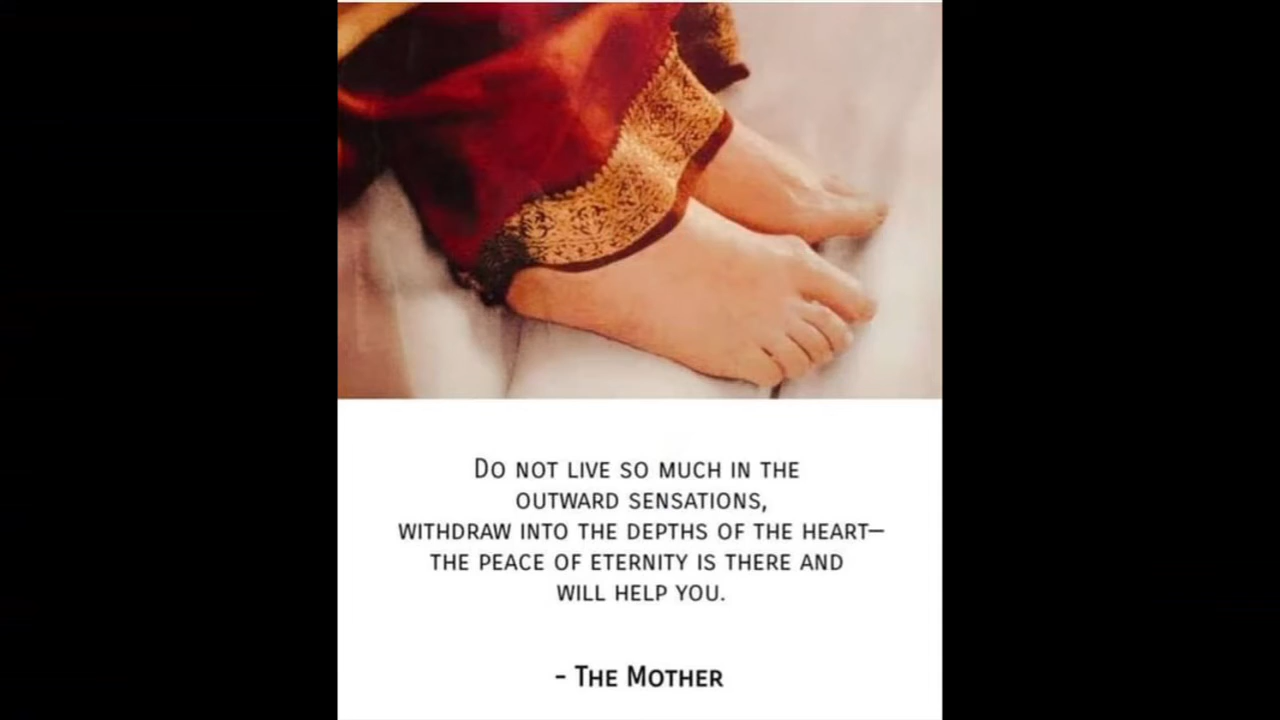 Do not live so much in the
outward sensations,
withdraw into the depths of the heart—
the peace of eternity is there and
will help you.
- The Mother